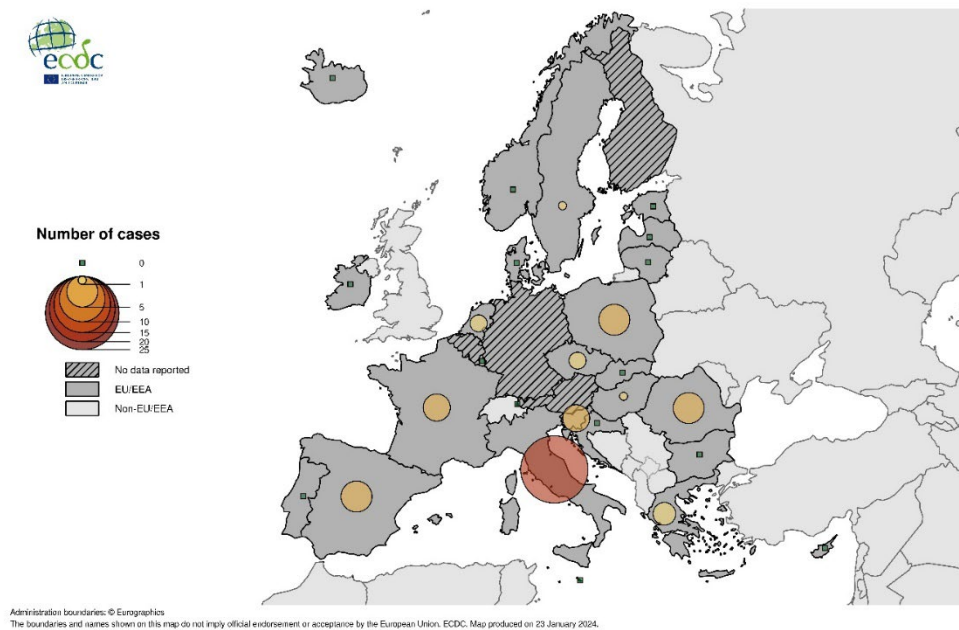 ecdc
Number of cases
0
1
5
10
15
20
25
No data reported
EU/EEA
Non-EU/EEA
Administration boundaries: © Eurographics
The boundaries and names shown on this map do not imply official endorsement or acceptance by the European Union. ECDC. Map produced on 23 January 2024.